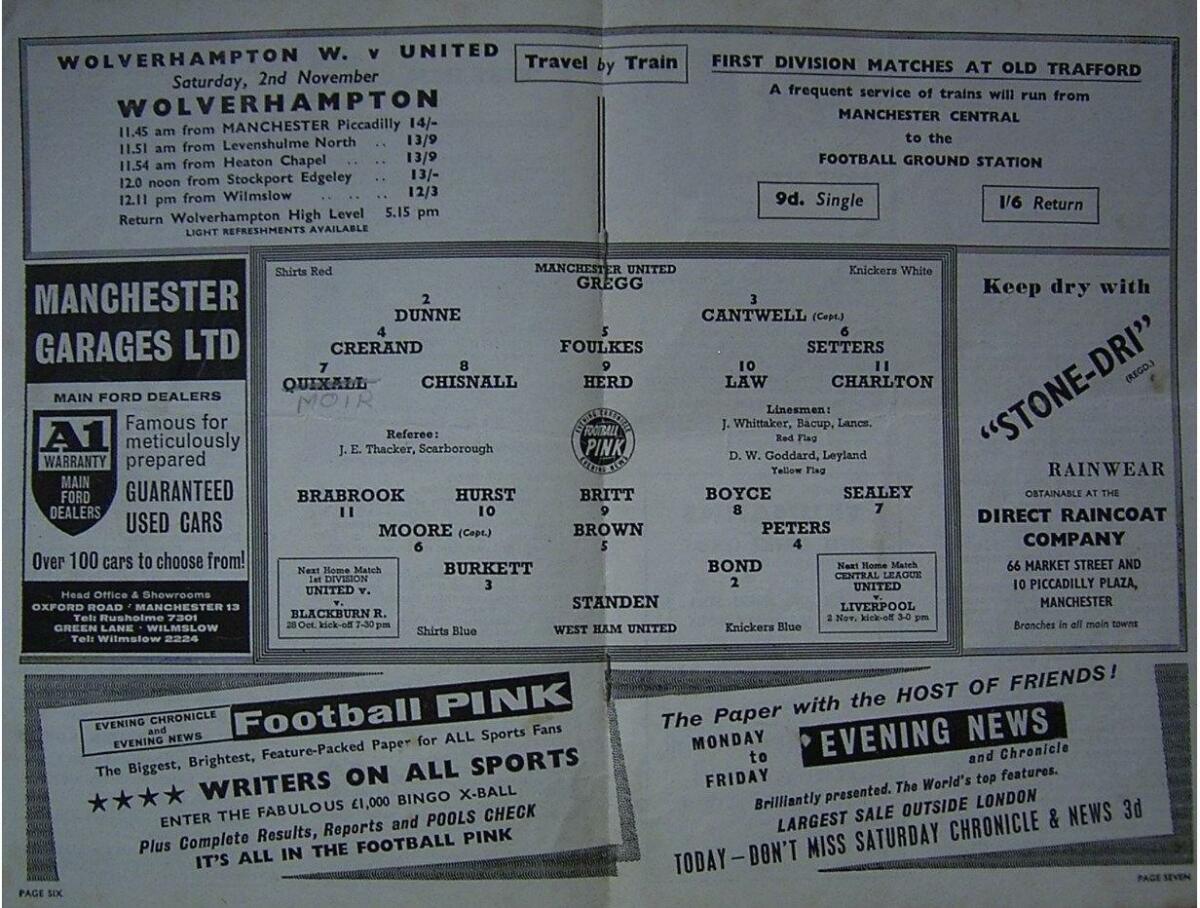 WOLVERHAMPTON W. v UNITED
Saturday, 2nd November
WOLVERHAMPTON
11.45 am from MANCHESTER Piccadilly 14/-
11.51 am from Levenshulme North .. 13/9
11.54 am from Heaton Chapel .. .. 13/9
12.0 noon from Stockport Edgeley .. 13/-
12.11 pm from Wilmslow .. .. .. 12/3
Return Wolverhampton High Level 5.15 pm
LIGHT REFRESHMENTS AVAILABLE
Travel by Train
FIRST DIVISION MATCHES AT OLD TRAFFORD
A frequent service of trains will run from
MANCHESTER CENTRAL
to the
FOOTBALL GROUND STATION
9d. Single
1/6 Return
MANCHESTER
GARAGES LTD
MAIN FORD DEALERS
A1
WARRANTY
MAIN
FORD
DEALERS
Famous for
meticulously
prepared
GUARANTEED
USED CARS
Over 100 cars to choose from!
Head Office & Showrooms
OXFORD ROAD · MANCHESTER 13
Tel: Rusholme 7301
GREEN LANE · WILMSLOW
Tel: Wilmslow 2224
Shirts Red
MANCHESTER UNITED
Knickers White
GREGG
2 3
DUNNE CANTWELL (Capt.)
4 5 6
CRERAND FOULKES SETTERS
7 8 9 10 11
QUIXALL CHISNALL HERD LAW CHARLTON
MOIR
Referee:
J. E. Thacker, Scarborough
EVENING CHRONICLE
FOOTBALL
PINK
EVENING NEWS
Linesmen:
J. Whittaker, Bacup, Lancs.
Red Flag
D. W. Goddard, Leyland
Yellow Flag
BRABROOK HURST BRITT BOYCE SEALEY
11 10 9 8 7
MOORE (Capt.) BROWN PETERS
6 5 4
BURKETT BOND
3 2
STANDEN
Shirts Blue
WEST HAM UNITED
Knickers Blue
Next Home Match
1st DIVISION
UNITED v.
v.
BLACKBURN R.
28 Oct. kick-off 7-30 pm
Next Home Match
CENTRAL LEAGUE
UNITED
v.
LIVERPOOL
2 Nov, kick-off 3-0 pm
Keep dry with
"STONE-DRI"
(REGD.)
RAINWEAR
OBTAINABLE AT THE
DIRECT RAINCOAT
COMPANY
66 MARKET STREET AND
10 PICCADILLY PLAZA,
MANCHESTER
Branches in all main towns
EVENING CHRONICLE
and
EVENING NEWS
Football PINK
The Biggest, Brightest, Feature-Packed Paper for ALL Sports Fans
★★★★ WRITERS ON ALL SPORTS
ENTER THE FABULOUS £1,000 BINGO X-BALL
Plus Complete Results, Reports and POOLS CHECK
IT'S ALL IN THE FOOTBALL PINK
The Paper with the HOST OF FRIENDS!
MONDAY
to
FRIDAY
EVENING NEWS
and Chronicle
Brilliantly presented. The World's top features.
LARGEST SALE OUTSIDE LONDON
TODAY—DON'T MISS SATURDAY CHRONICLE & NEWS 3d
PAGE SIX
PAGE SEVEN